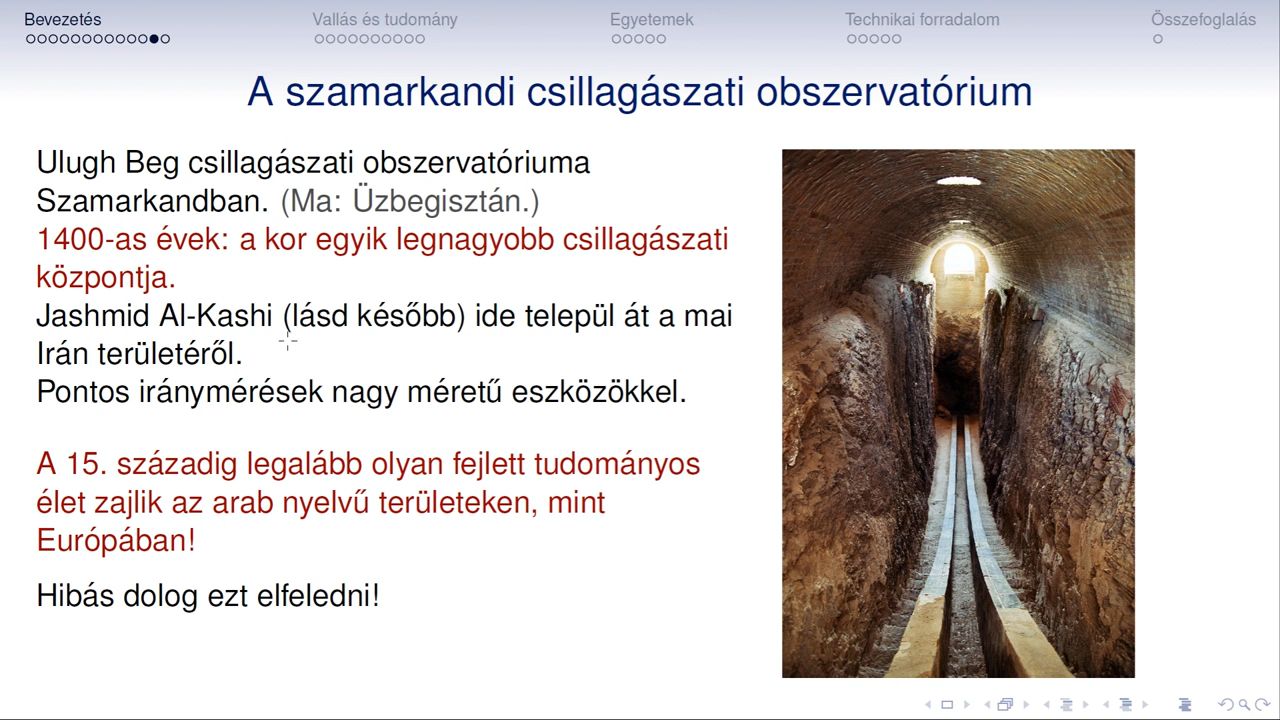 Bevezetés
Vallás és tudomány
Egyetemek
Technikai forradalom
Összefoglalás
A szamarkandi csillagászati obszervatórium
Ulugh Beg csillagászati obszervatóriuma
Szamarkandban. (Ma: Üzbegisztán.)
1400-as évek: a kor egyik legnagyobb csillagászati
központja.
Jashmid Al-Kashi (lásd később) ide települ át a mai
Irán területéről.
Pontos iránymérések nagy méretű eszközökkel.
A 15. századig legalább olyan fejlett tudományos
élet zajlik az arab nyelvű területeken, mint
Európában!
Hibás dolog ezt elfeledni!